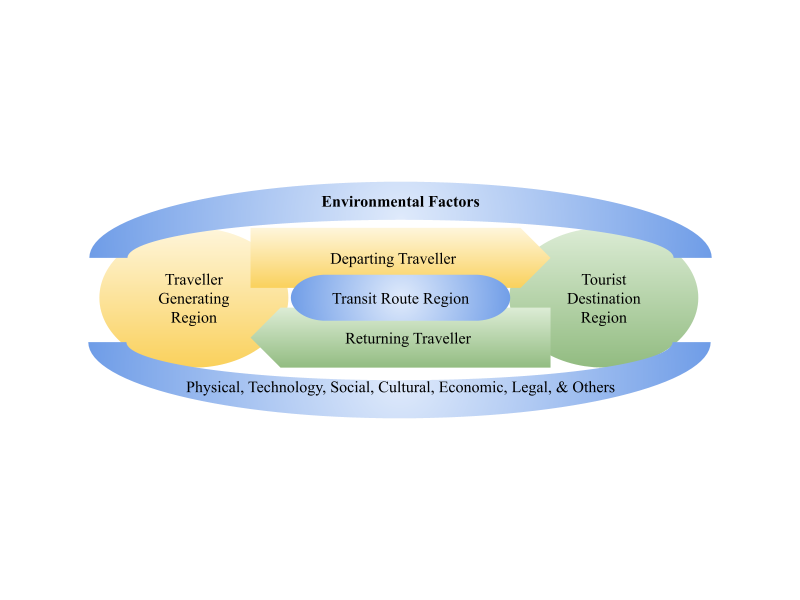 Environmental Factors
Departing Traveller
Traveller
Generating
Region
Transit Route Region
Tourist
Destination
Region
Returning Traveller
Physical, Technology, Social, Cultural, Economic, Legal, & Others